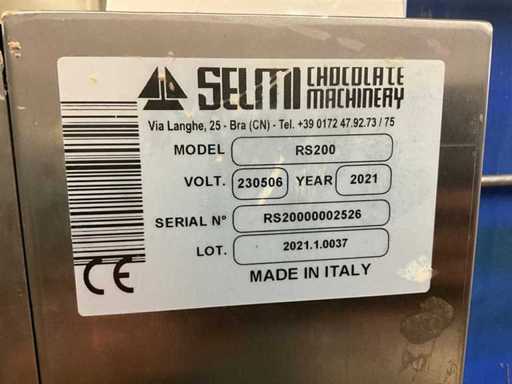 SELMI CHOCOLATE MACHINERY
Via Langhe, 25 - Bra (CN) - Tel. +39 0172 47.92.73 / 75
MODEL RS200
VOLT. 230506 YEAR 2021
SERIAL N° RS20000002526
LOT. 2021.1.0037
CE MADE IN ITALY